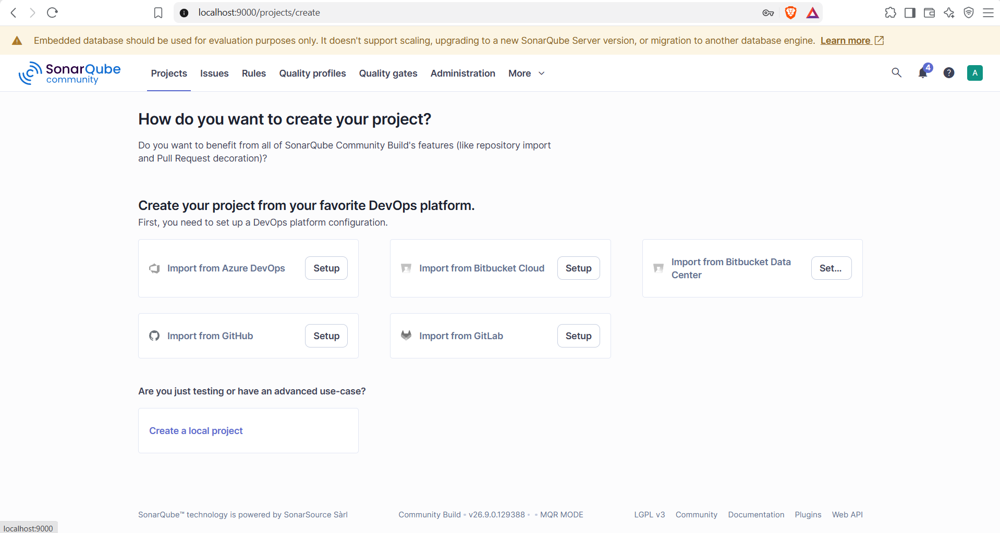 localhost:9000/projects/create
Embedded database should be used for evaluation purposes only. It doesn't support scaling, upgrading to a new SonarQube Server version, or migration to another database engine. Learn more
SonarQube community
Projects Issues Rules Quality profiles Quality gates Administration More
4
?
A
How do you want to create your project?
Do you want to benefit from all of SonarQube Community Build's features (like repository import
and Pull Request decoration)?
Create your project from your favorite DevOps platform.
First, you need to set up a DevOps platform configuration.
Import from Azure DevOps Setup
Import from Bitbucket Cloud Setup
Import from Bitbucket Data
Center
Set...
Import from GitHub Setup
Import from GitLab Setup
Are you just testing or have an advanced use-case?
Create a local project
SonarQube™ technology is powered by SonarSource Sàrl
Community Build • v26.9.0.129388 • • MQR MODE
LGPL v3 Community Documentation Plugins Web API
localhost:9000